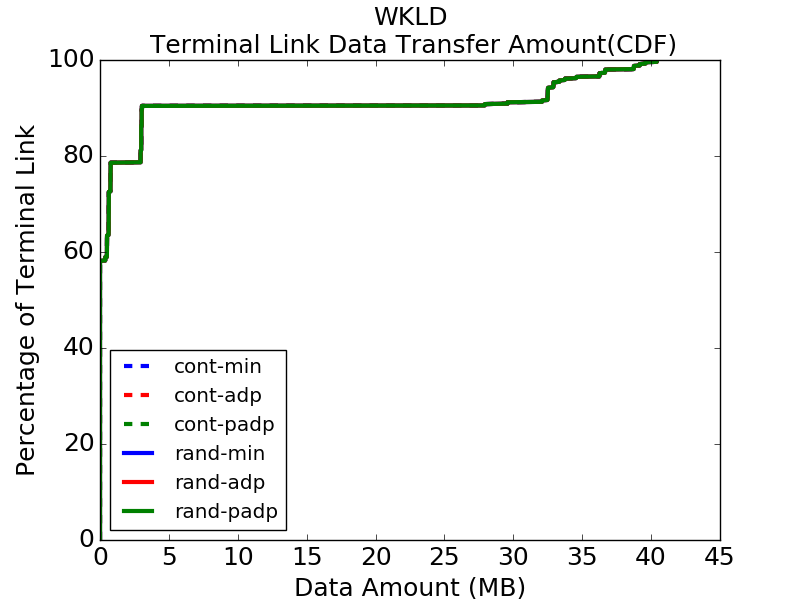 WKLD
Terminal Link Data Transfer Amount(CDF)
Percentage of Terminal Link
100
80
60
40
20
0
cont-min
cont-adp
cont-padp
rand-min
rand-adp
rand-padp
0 5 10 15 20 25 30 35 40 45
Data Amount (MB)